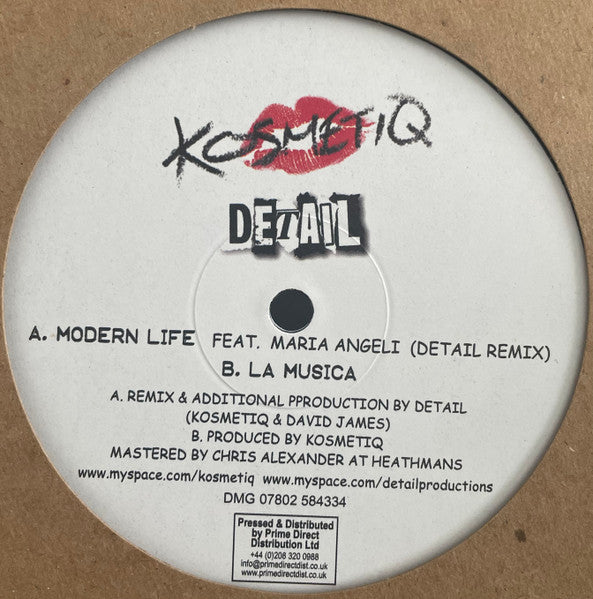 KOSMETIQ
DETAIL
A. MODERN LIFE FEAT. MARIA ANGELI (DETAIL REMIX)
B. LA MUSICA
A. REMIX & ADDITIONAL PPRODUCTION BY DETAIL
(KOSMETIQ & DAVID JAMES)
B. PRODUCED BY KOSMETIQ
MASTERED BY CHRIS ALEXANDER AT HEATHMANS
www.myspace.com/kosmetiq www.myspace.com/detailproductions
DMG 07802 584334
Pressed & Distributed
by Prime Direct
Distribution Ltd
+44 (0)208 320 0988
info@primedirectdist.co.uk
www.primedirectdist.co.uk